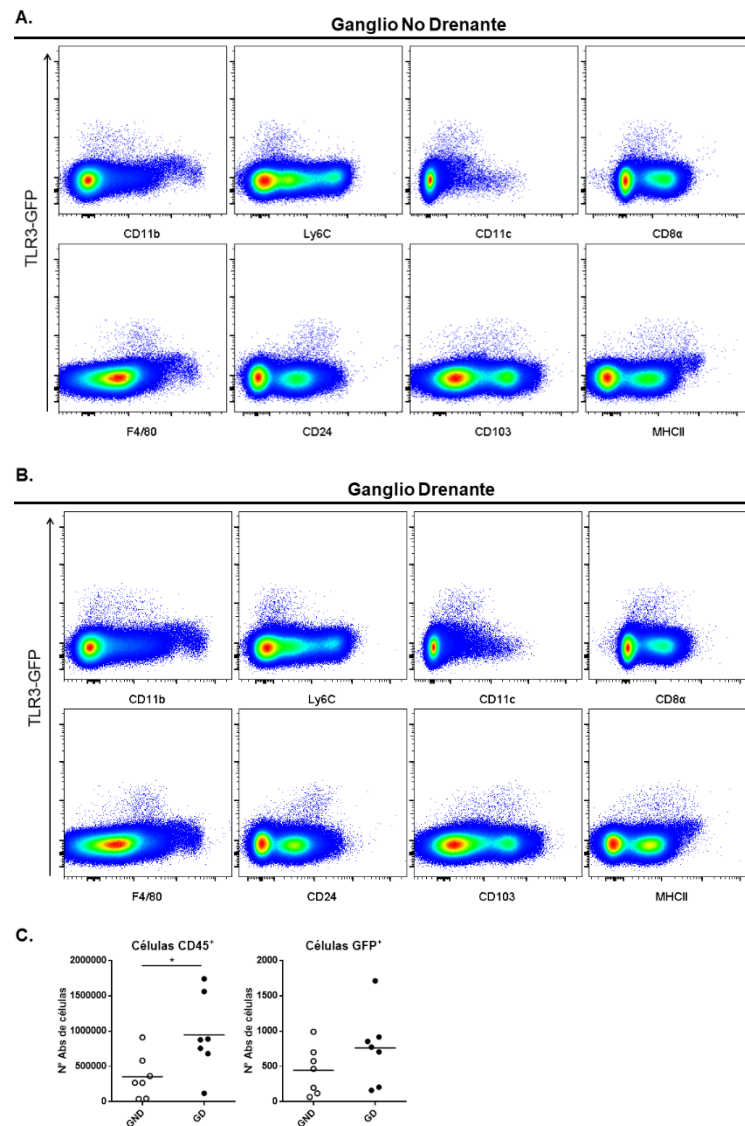 A.
Ganglio No Drenante
TLR3-GFP
CD11b
Ly6C
CD11c
CD8α
F4/80
CD24
CD103
MHCII
B.
Ganglio Drenante
TLR3-GFP
CD11b
Ly6C
CD11c
CD8α
F4/80
CD24
CD103
MHCII
C.
Células CD45⁺
Nº Abs de células
2000000
1500000
1000000
500000
0
*
GND
GD
Células GFP⁺
Nº Abs de células
2000
1500
1000
500
0
GND
GD